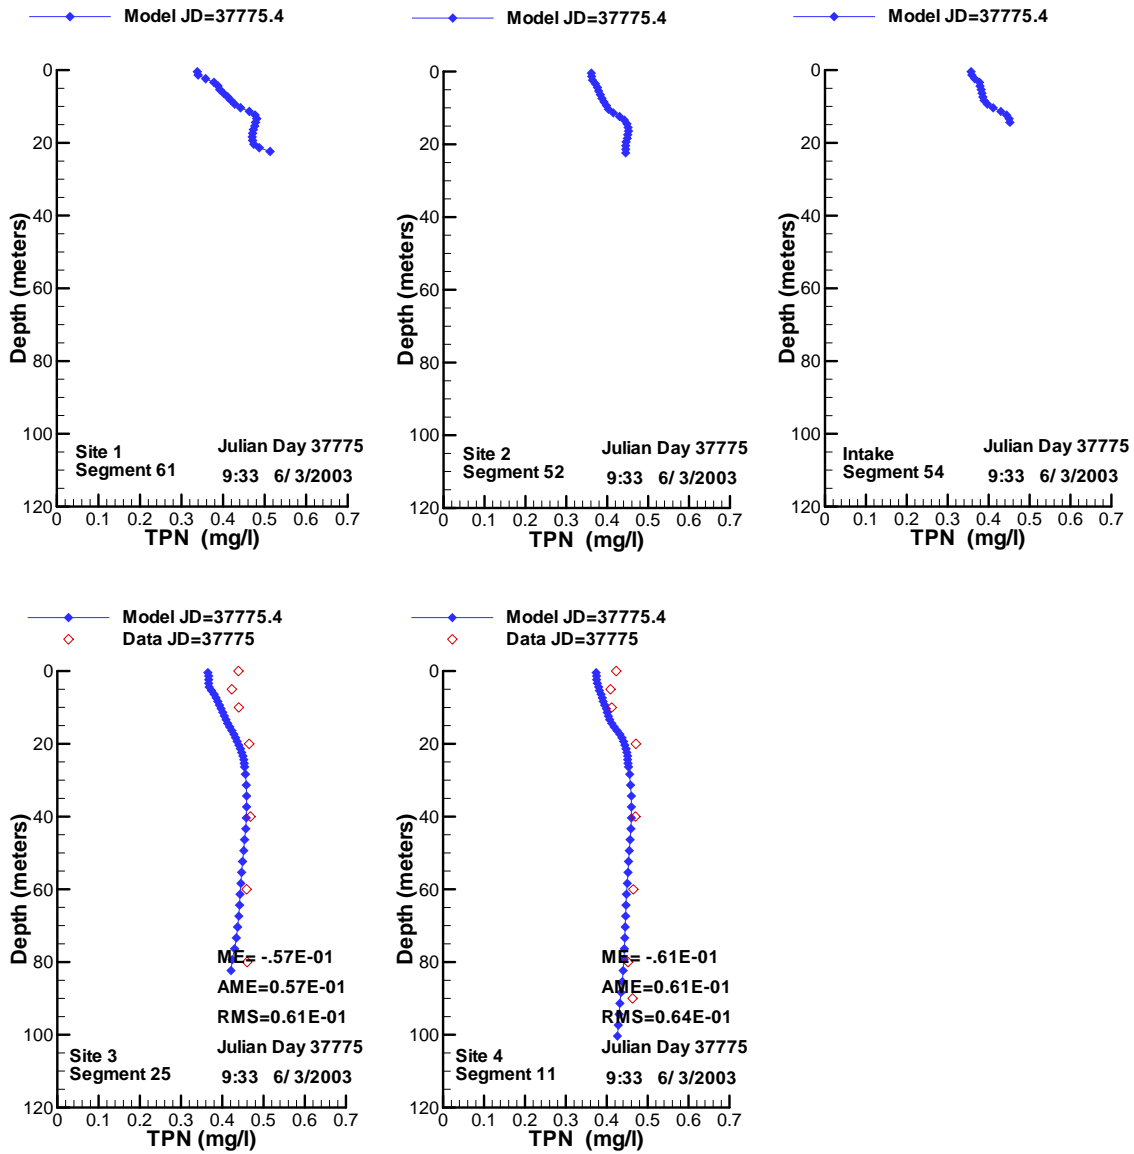 Model JD=37775.4
0
20
40
60
80
100
120
Depth (meters)
Site 1
Segment 61
Julian Day 37775
9:33 6/ 3/2003
0 0.1 0.2 0.3 0.4 0.5 0.6 0.7
TPN (mg/l)
Model JD=37775.4
0
20
40
60
80
100
120
Depth (meters)
Site 2
Segment 52
Julian Day 37775
9:33 6/ 3/2003
0 0.1 0.2 0.3 0.4 0.5 0.6 0.7
TPN (mg/l)
Model JD=37775.4
0
20
40
60
80
100
120
Depth (meters)
Intake
Segment 54
Julian Day 37775
9:33 6/ 3/2003
0 0.1 0.2 0.3 0.4 0.5 0.6 0.7
TPN (mg/l)
Model JD=37775.4
Data JD=37775
0
20
40
60
80
100
120
Depth (meters)
ME= -.57E-01
AME=0.57E-01
RMS=0.61E-01
Site 3
Segment 25
Julian Day 37775
9:33 6/ 3/2003
0 0.1 0.2 0.3 0.4 0.5 0.6 0.7
TPN (mg/l)
Model JD=37775.4
Data JD=37775
0
20
40
60
80
100
120
Depth (meters)
ME= -.61E-01
AME=0.61E-01
RMS=0.64E-01
Site 4
Segment 11
Julian Day 37775
9:33 6/ 3/2003
0 0.1 0.2 0.3 0.4 0.5 0.6 0.7
TPN (mg/l)